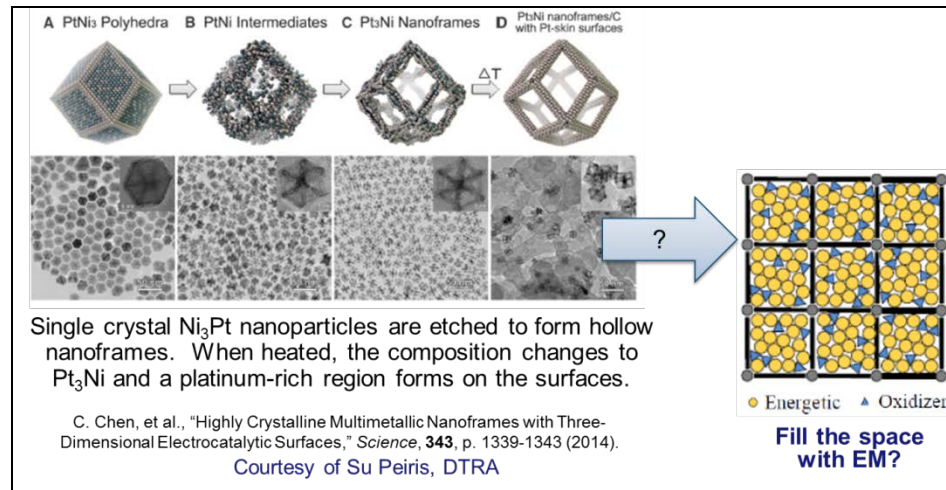 A PtNi₃ Polyhedra
B PtNi Intermediates
C Pt₃Ni Nanoframes
D Pt₃Ni nanoframes/C
with Pt-skin surfaces
ΔT
?
Single crystal Ni₃Pt nanoparticles are etched to form hollow
nanoframes. When heated, the composition changes to
Pt₃Ni and a platinum-rich region forms on the surfaces.
C. Chen, et al., “Highly Crystalline Multimetallic Nanoframes with Three-
Dimensional Electrocatalytic Surfaces,” Science, 343, p. 1339-1343 (2014).
Courtesy of Su Peiris, DTRA
Energetic
Oxidizer
Fill the space
with EM?